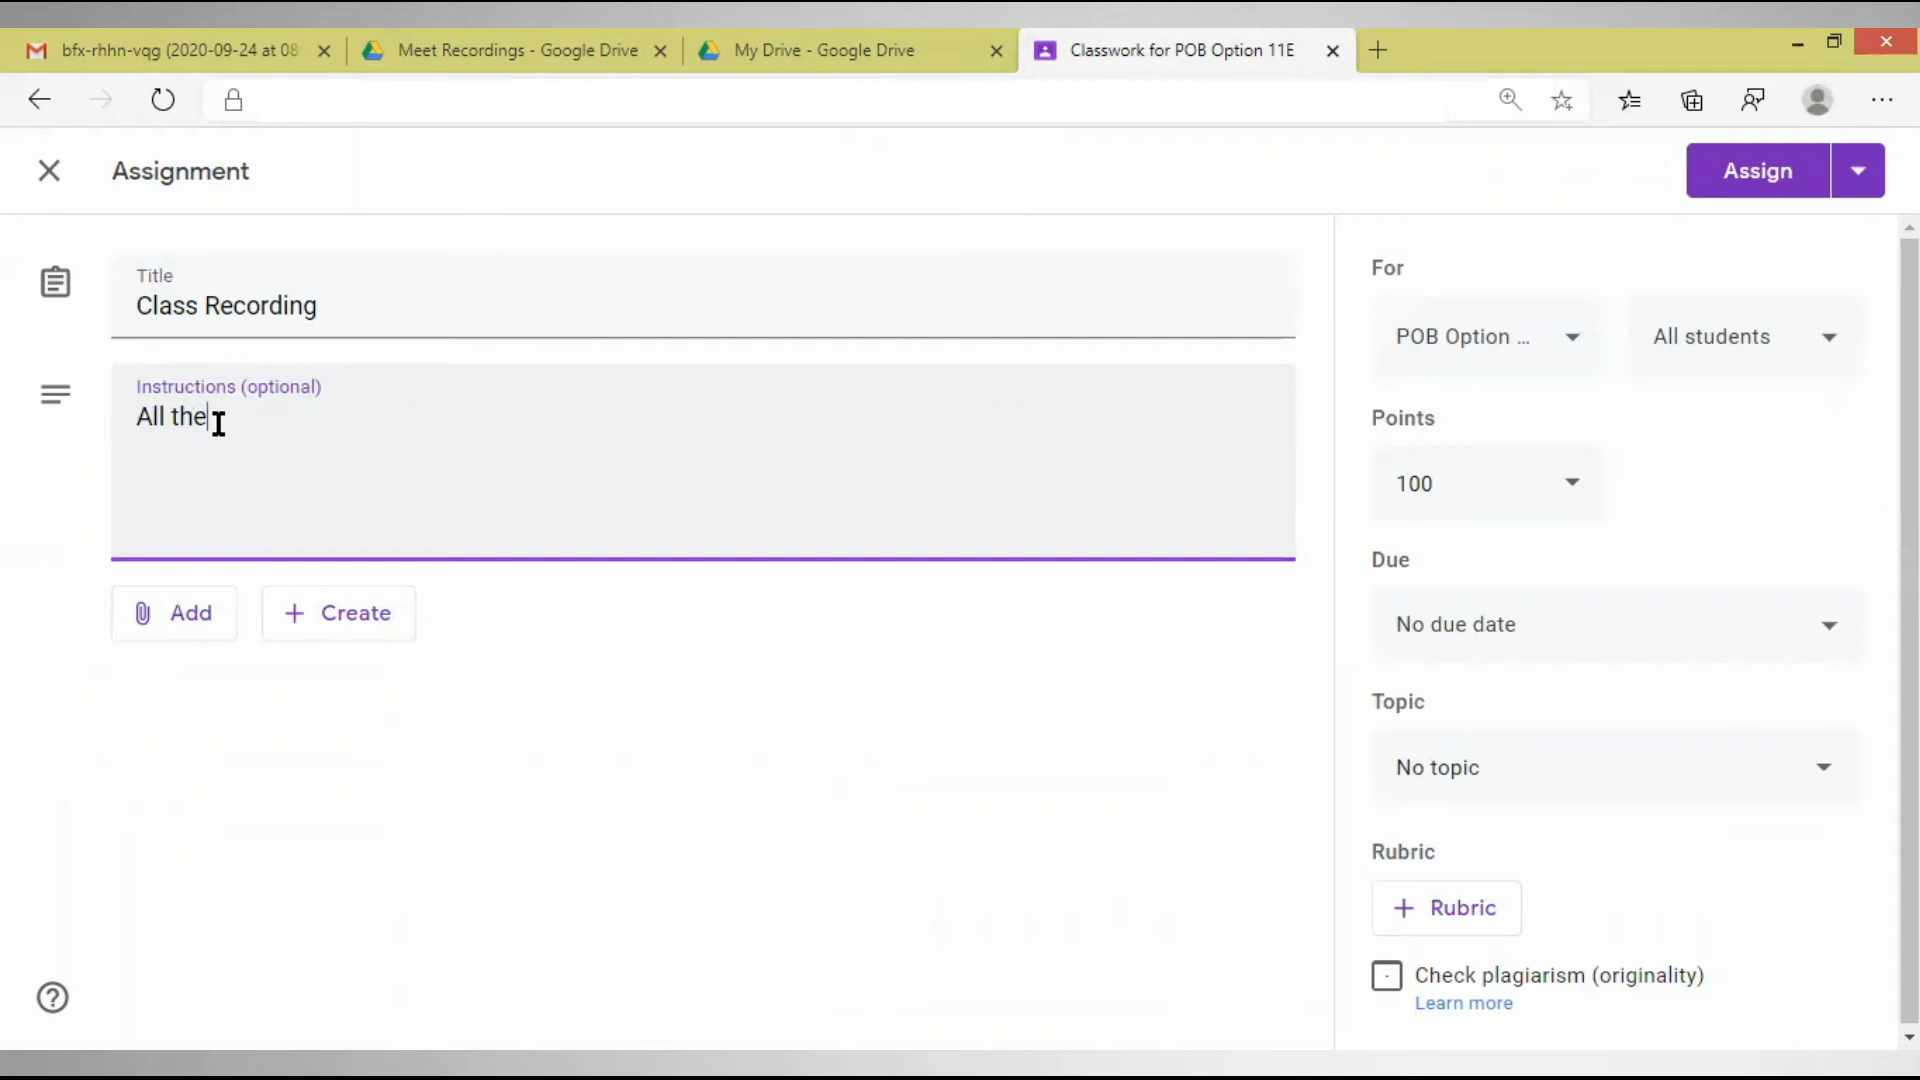 bfx-rhhn-vqg (2020-09-24 at 08
Meet Recordings - Google Drive
My Drive - Google Drive
Classwork for POB Option 11E
Assignment
Assign
Title
Class Recording
Instructions (optional)
All the
Add
Create
For
POB Option ...
All students
Points
100
Due
No due date
Topic
No topic
Rubric
Rubric
Check plagiarism (originality)
Learn more